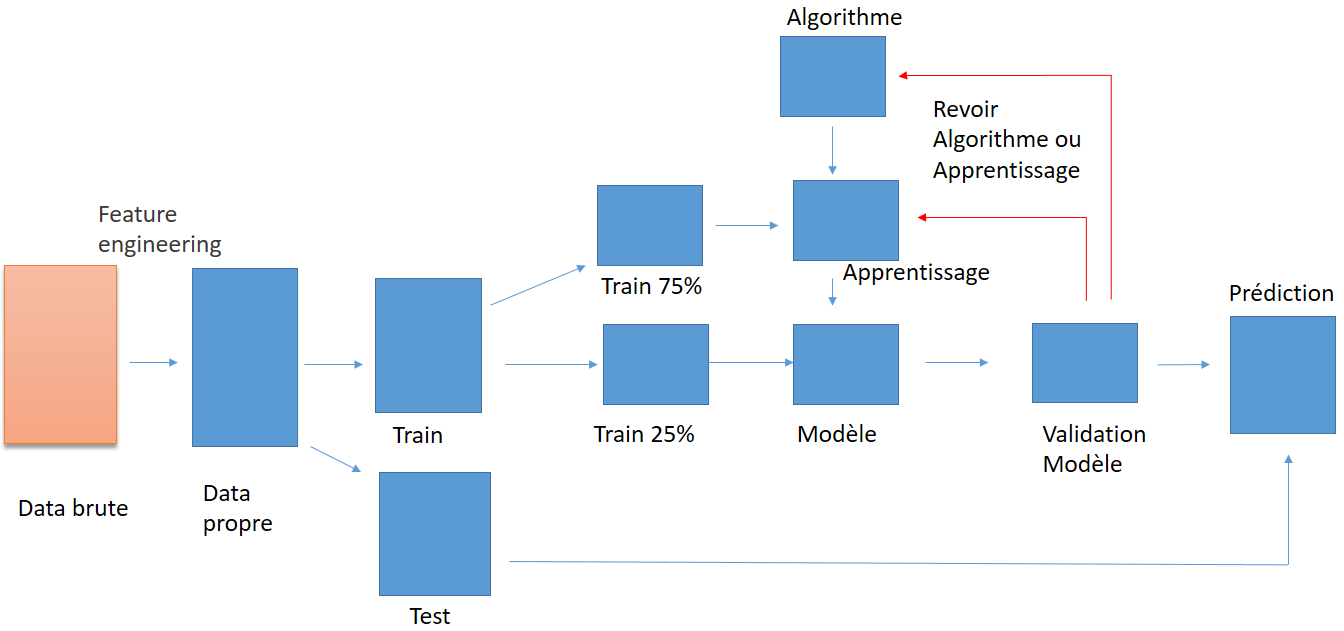 Algorithme
Revoir
Algorithme ou
Apprentissage
Feature
engineering
Apprentissage
Train 75%
Prédiction
Train
Train 25%
Modèle
Validation
Modèle
Data brute
Data
propre
Test